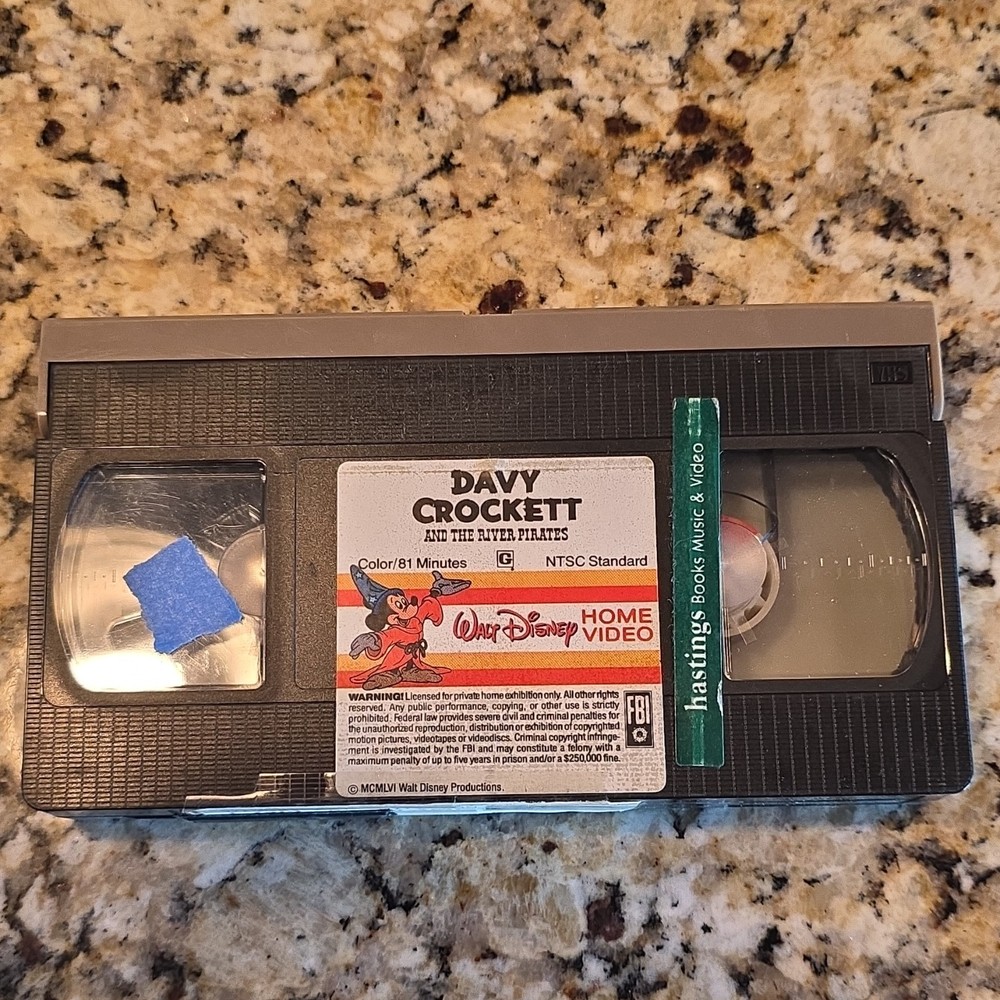 VHS
DAVY
CROCKETT
AND THE RIVER PIRATES
Color/81 Minutes G NTSC Standard
WALT DISNEY HOME
VIDEO
WARNING! Licensed for private home exhibition only. All other rights
reserved. Any public performance, copying, or other use is strictly
prohibited. Federal law provides severe civil and criminal penalties for
the unauthorized reproduction, distribution or exhibition of copyrighted
motion pictures, videotapes or videodiscs. Criminal copyright infringe-
ment is investigated by the FBI and may constitute a felony with a
maximum penalty of up to five years in prison and/or a $250,000 fine.
FBI
© MCMLVI Walt Disney Productions.
hastings Books Music & Video